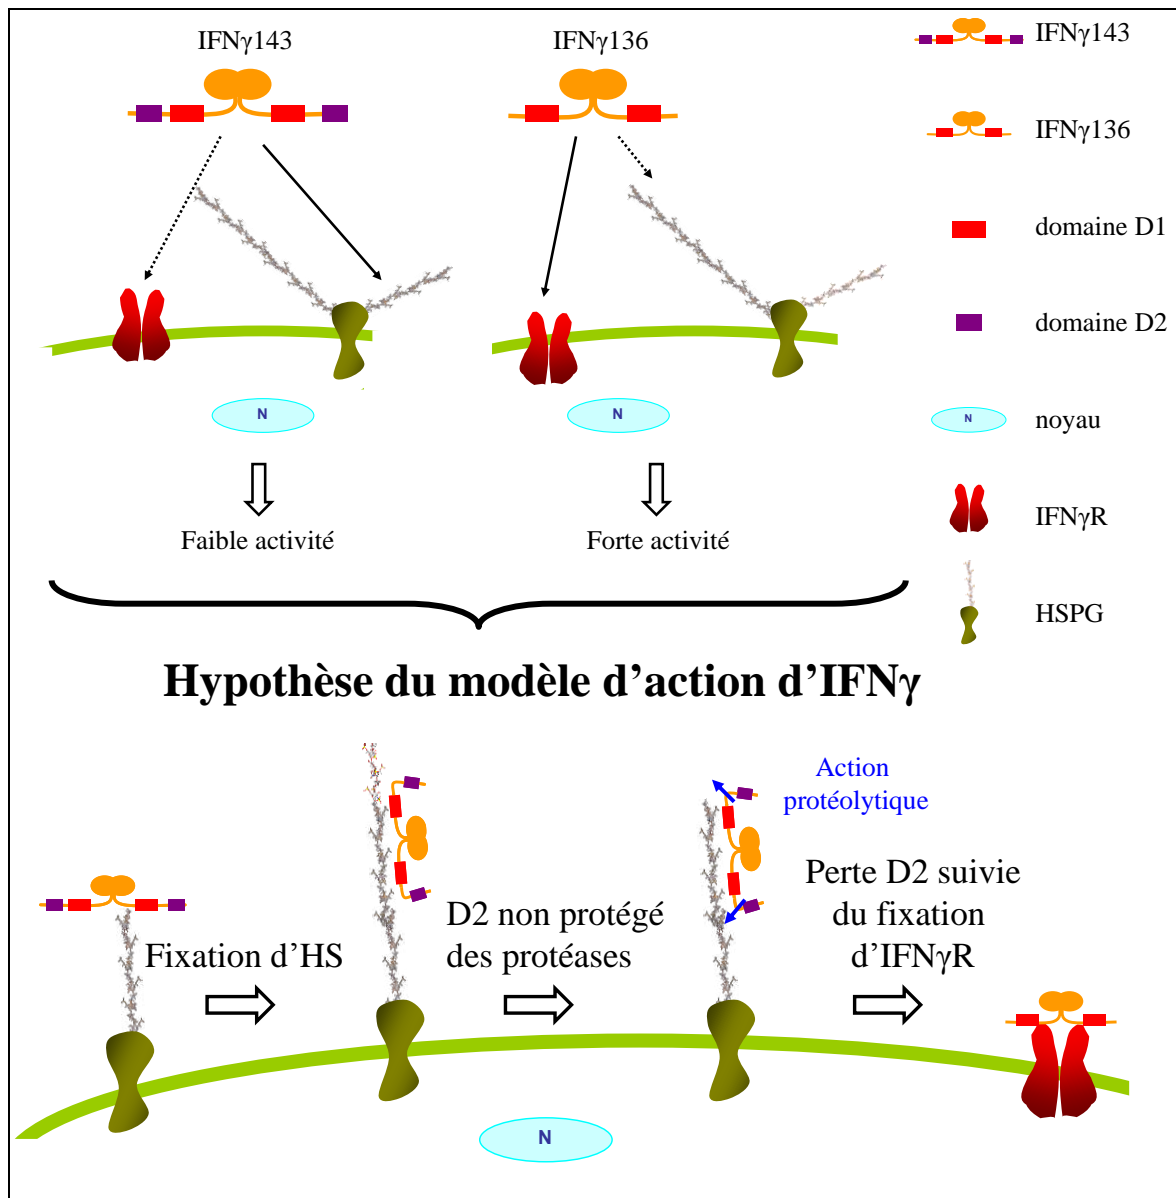 IFNγ143
IFNγ136
N
N
Faible activité
Forte activité
IFNγ143
IFNγ136
domaine D1
domaine D2
N
noyau
IFNγR
HSPG
Hypothèse du modèle d’action d’IFNγ
Fixation d’HS
D2 non protégé
des protéases
Action
protéolytique
Perte D2 suivie
du fixation
d’IFNγR
N